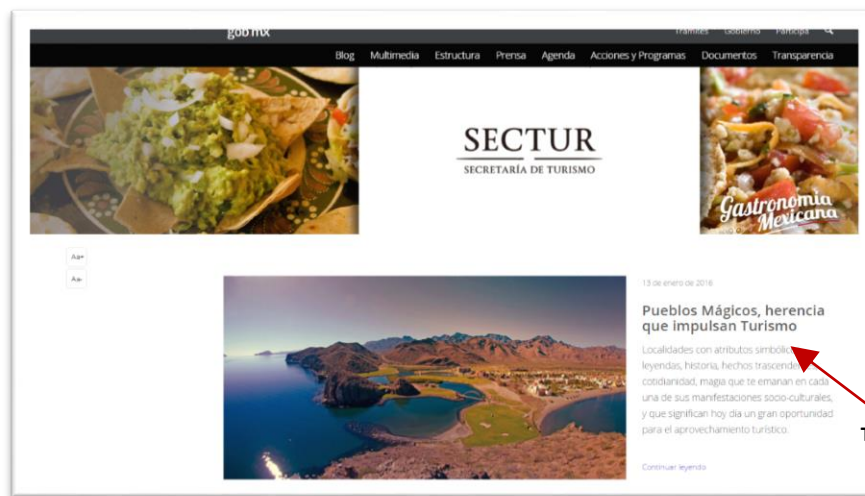 gob mx
Trámites Gobierno Participa
Blog Multimedia Estructura Prensa Agenda Acciones y Programas Documentos Transparencia
SECTUR
SECRETARÍA DE TURISMO
Gastronomía
Mexicana
Aa+
Aa-
13 de enero de 2016
Pueblos Mágicos, herencia
que impulsan Turismo
Localidades con atributos
leyendas, historia, hechos
cotidianidad, magia que te emanan en cada
una de sus manifestaciones socio-culturales,
y que significan hoy día un gran oportunidad
para el aprovechamiento turístico.
T
Continuar leyendo